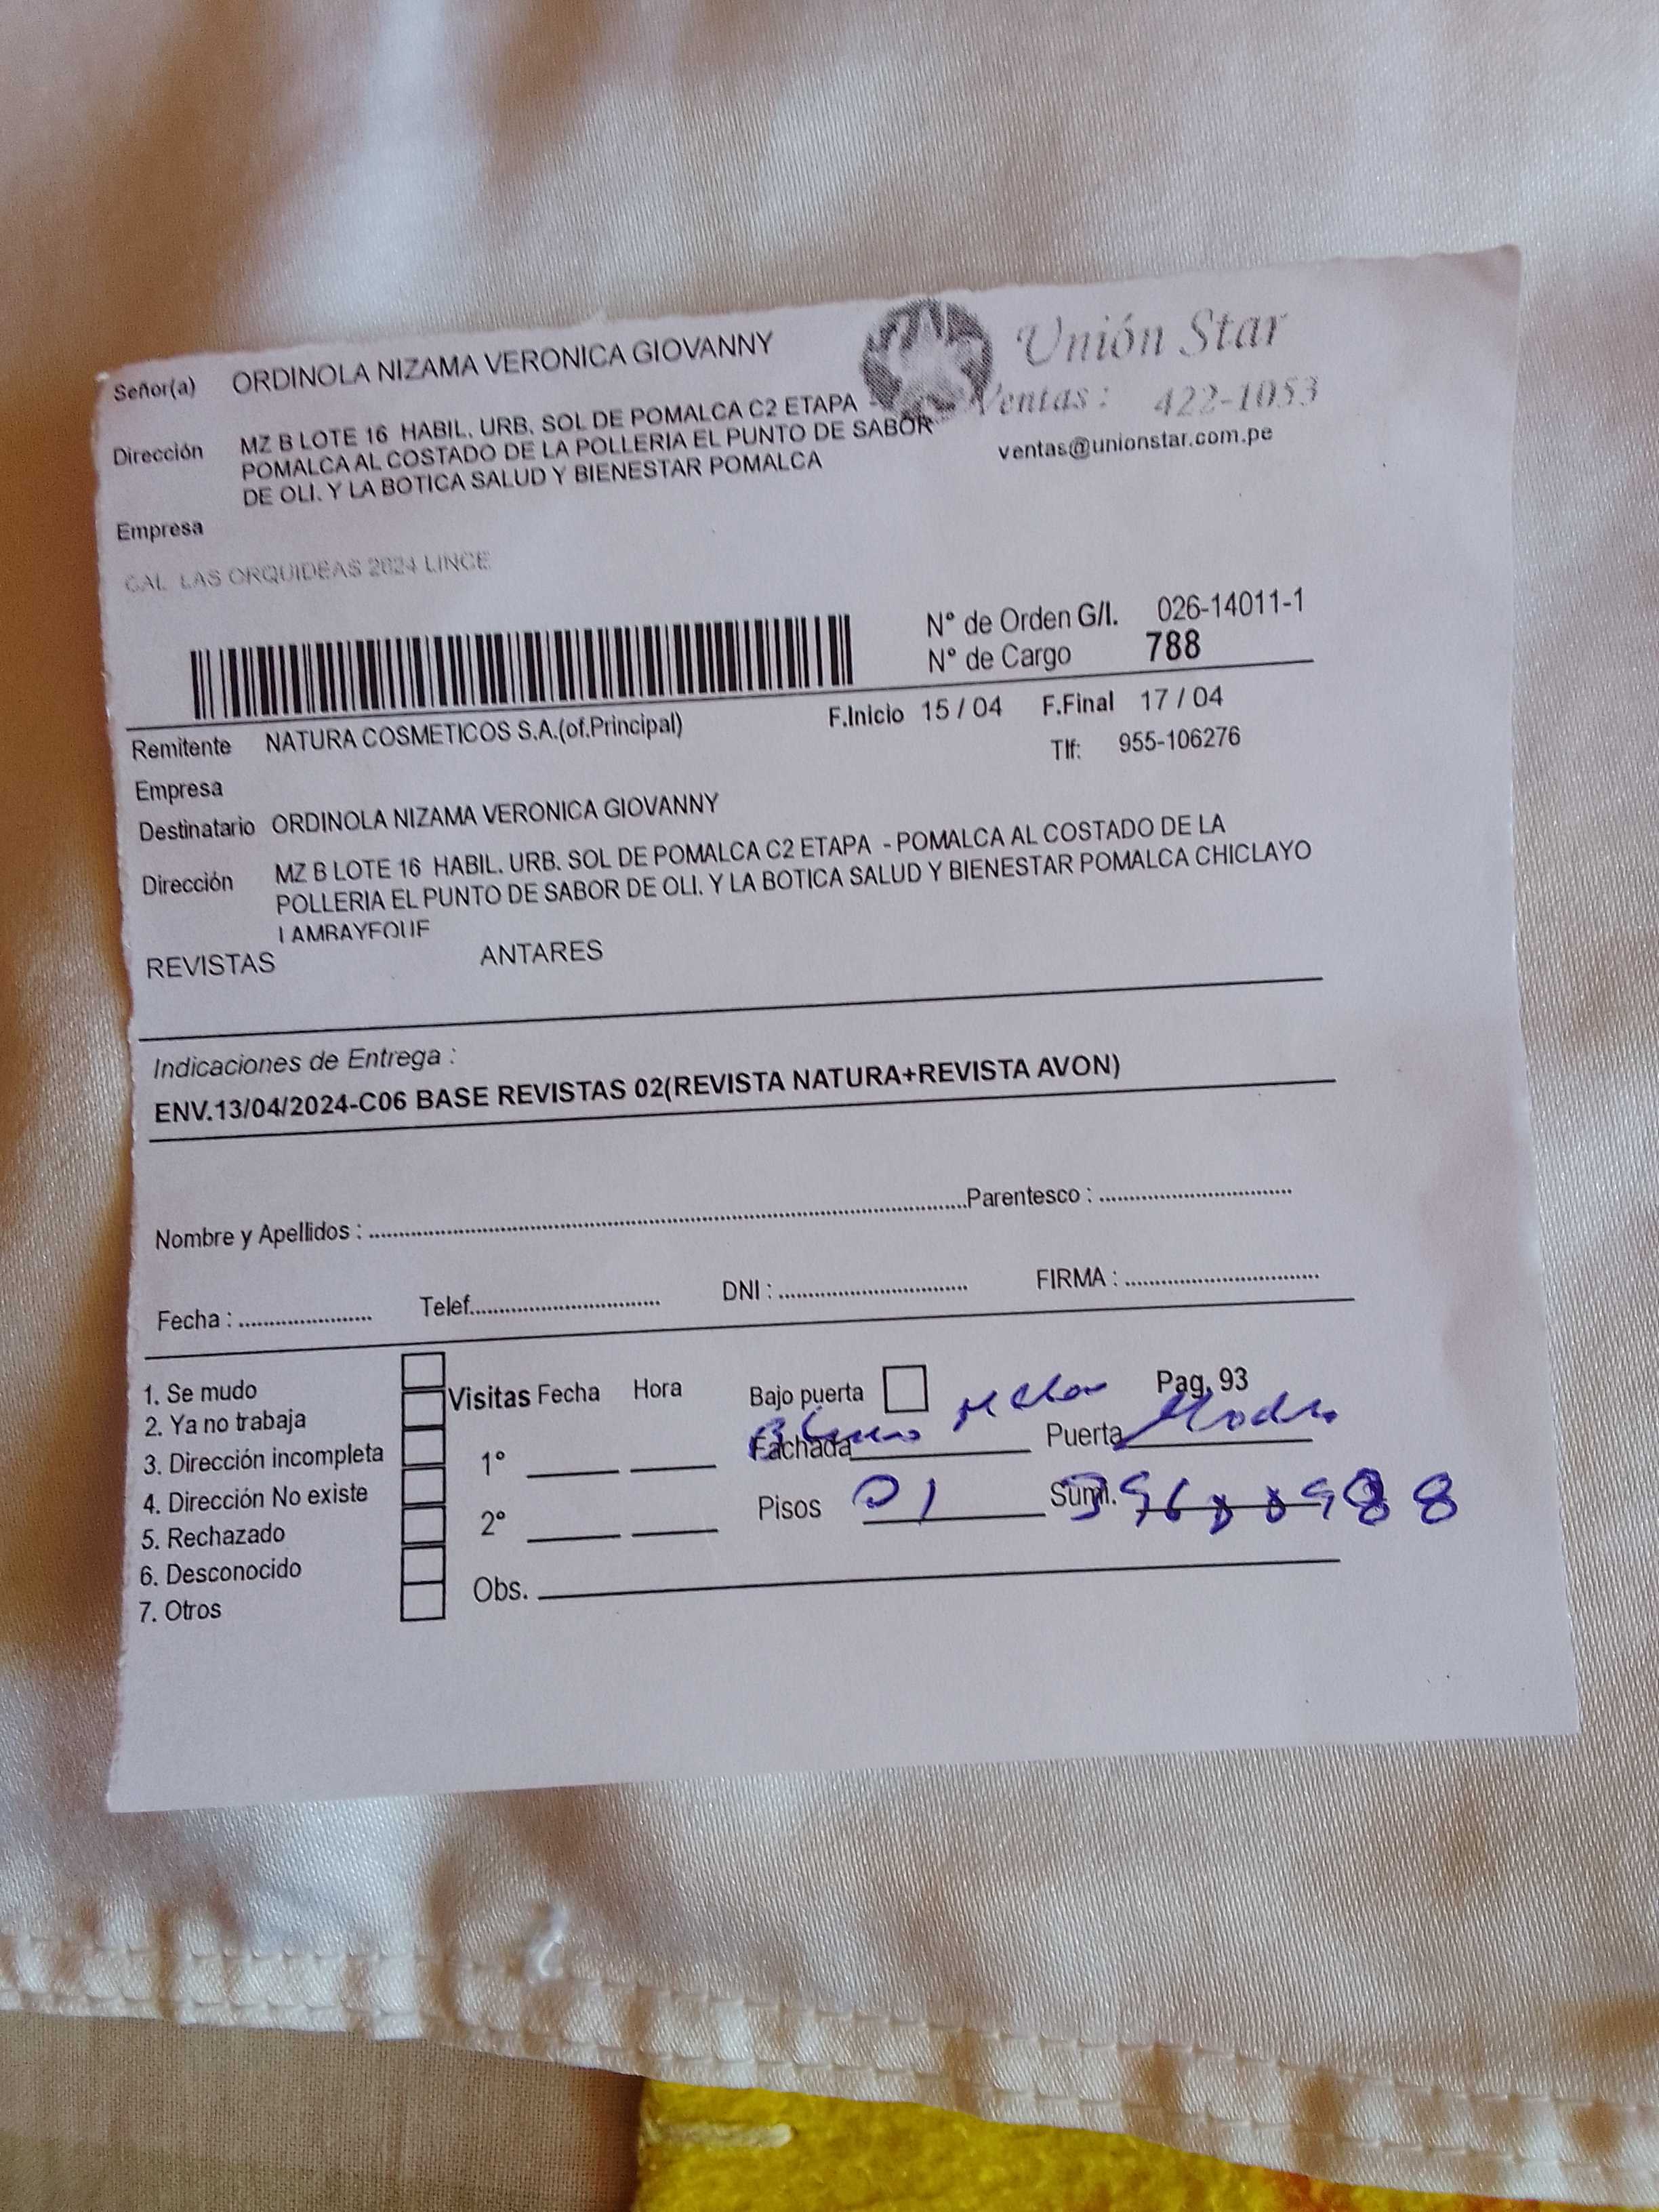 Señor(a) ORDINOLA NIZAMA VERONICA GIOVANNY
Unión Star
Ventas: 422-1053
ventas@unionstar.com.pe
Dirección MZ B LOTE 16 HABIL. URB. SOL DE POMALCA C2 ETAPA -
POMALCA AL COSTADO DE LA POLLERIA EL PUNTO DE SABOR
DE OLI. Y LA BOTICA SALUD Y BIENESTAR POMALCA
Empresa
CAL LAS ORQUIDEAS 2624 LINCE
N° de Orden G/I. 026-14011-1
N° de Cargo 788
Remitente NATURA COSMETICOS S.A.(of.Principal) F.Inicio 15 / 04 F.Final 17 / 04
Tlf: 955-106276
Empresa
Destinatario ORDINOLA NIZAMA VERONICA GIOVANNY
Dirección MZ B LOTE 16 HABIL. URB. SOL DE POMALCA C2 ETAPA - POMALCA AL COSTADO DE LA
POLLERIA EL PUNTO DE SABOR DE OLI. Y LA BOTICA SALUD Y BIENESTAR POMALCA CHICLAYO
LAMBAYEQUE
REVISTAS ANTARES
Indicaciones de Entrega :
ENV.13/04/2024-C06 BASE REVISTAS 02(REVISTA NATURA+REVISTA AVON)
Nombre y Apellidos : Parentesco :
Fecha : Telef. DNI : FIRMA :
1. Se mudo
2. Ya no trabaja
3. Dirección incompleta
4. Dirección No existe
5. Rechazado
6. Desconocido
7. Otros
Visitas Fecha Hora
1°
2°
Obs.
Bajo puerta Pag. 93
Fachada Puerta
Pisos 01 Sumi.